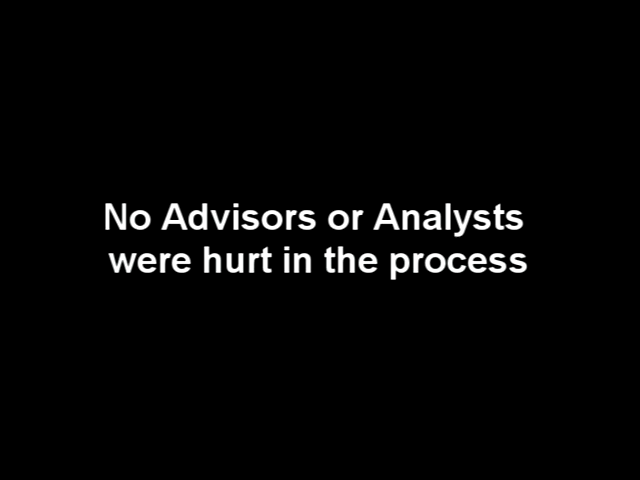 No Advisors or Analysts
were hurt in the process